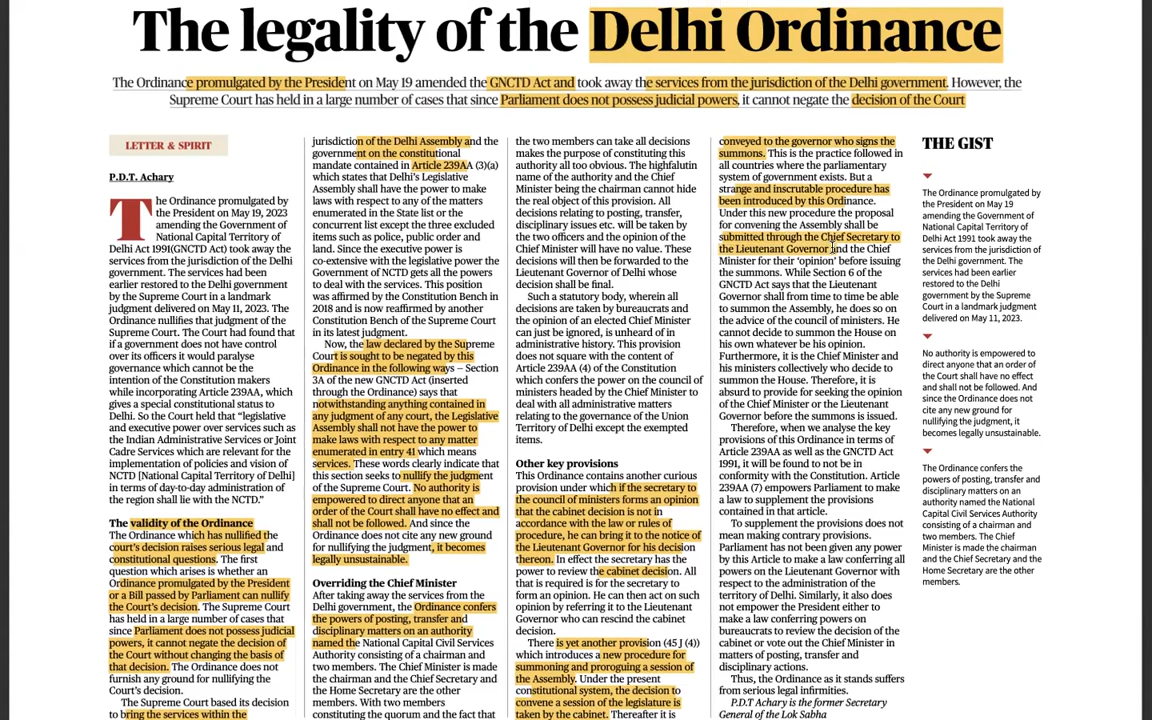 The legality of the Delhi Ordinance
The Ordinance promulgated by the President on May 19 amended the GNCTD Act and took away the services from the jurisdiction of the Delhi government. However, the
Supreme Court has held in a large number of cases that since Parliament does not possess judicial powers, it cannot negate the decision of the Court
LETTER & SPIRIT
P.D.T. Achary
The Ordinance promulgated by
the President on May 19, 2023
amending the Government of
National Capital Territory of
Delhi Act 1991(GNCT Act) took away the
services from the jurisdiction of the Delhi
government. The services had been
earlier restored to the Delhi government
by the Supreme Court in a landmark
judgment delivered on May 11, 2023. The
Ordinance nullifies that judgment of the
Supreme Court. The Court had found that
if a government does not have control
over its officers it would paralyse
governance which cannot be the
intention of the Constitution makers
while incorporating Article 239AA, which
gives a special constitutional status to
Delhi. So the Court held that “legislative
and executive power over services such as
the Indian Administrative Services or Joint
Cadre Services which are relevant for the
implementation of policies and vision of
NCTD [National Capital Territory of Delhi]
in terms of day-to-day administration of
the region shall lie with the NCTD.”
The validity of the Ordinance
The Ordinance which has nullified the
court’s decision raises serious legal and
constitutional questions. The first
question which arises is whether an
Ordinance promulgated by the President
or a Bill passed by Parliament can nullify
the Court’s decision. The Supreme Court
has held in a large number of cases that
since Parliament does not possess judicial
powers, it cannot negate the decision of
the Court without changing the basis of
that decision. The Ordinance does not
furnish any ground for nullifying the
Court’s decision.
The Supreme Court based its decision
to bring the services within the
jurisdiction of the Delhi Assembly and the
government on the constitutional
mandate contained in Article 239AA (3)(a)
which states that Delhi’s Legislative
Assembly shall have the power to make
laws with respect to any of the matters
enumerated in the State list or the
concurrent list except the three excluded
items such as police, public order and
land. Since the executive power is
co-extensive with the legislative power the
Government of NCTD gets all the powers
to deal with the services. This position
was affirmed by the Constitution Bench in
2018 and is now reaffirmed by another
Constitution Bench of the Supreme Court
in its latest judgment.
Now, the law declared by the Supreme
Court is sought to be negated by this
Ordinance in the following ways – Section
3A of the new GNCTD Act (inserted
through the Ordinance) says that
notwithstanding anything contained in
any judgment of any court, the Legislative
Assembly shall not have the power to
make laws with respect to any matter
enumerated in entry 41 which means
services. These words clearly indicate that
this section seeks to nullify the judgment
of the Supreme Court. No authority is
empowered to direct anyone that an
order of the Court shall have no effect and
shall not be followed. And since the
Ordinance does not cite any new ground
for nullifying the judgment, it becomes
legally unsustainable.
Overriding the Chief Minister
After taking away the services from the
Delhi government, the Ordinance confers
the powers of posting, transfer and
disciplinary matters on an authority
named the National Capital Civil Services
Authority consisting of a chairman and
two members. The Chief Minister is made
the chairman and the Chief Secretary and
the Home Secretary are the other
members. With two members
constituting the quorum and the fact that
the two members can take all decisions
makes the purpose of constituting this
authority all too obvious. The highfalutin
name of the authority and the Chief
Minister being the chairman cannot hide
the real object of this provision. All
decisions relating to posting, transfer,
disciplinary issues etc. will be taken by
the two officers and the opinion of the
Chief Minister will have no value. These
decisions will then be forwarded to the
Lieutenant Governor of Delhi whose
decision shall be final.
Such a statutory body, wherein all
decisions are taken by bureaucrats and
the opinion of an elected Chief Minister
can just be ignored, is unheard of in
administrative history. This provision
does not square with the content of
Article 239AA (4) of the Constitution
which confers the power on the council of
ministers headed by the Chief Minister to
deal with all administrative matters
relating to the governance of the Union
Territory of Delhi except the exempted
items.
Other key provisions
This Ordinance contains another curious
provision under which if the secretary to
the council of ministers forms an opinion
that the cabinet decision is not in
accordance with the law or rules of
procedure, he can bring it to the notice of
the Lieutenant Governor for his decision
thereon. In effect the secretary has the
power to review the cabinet decision. All
that is required is for the secretary to
form an opinion. He can then act on such
opinion by referring it to the Lieutenant
Governor who can rescind the cabinet
decision.
There is yet another provision (45 J (4))
which introduces a new procedure for
summoning and proroguing a session of
the Assembly. Under the present
constitutional system, the decision to
convene a session of the legislature is
taken by the cabinet. Thereafter it is
conveyed to the governor who signs the
summons. This is the practice followed in
all countries where the parliamentary
system of government exists. But a
strange and inscrutable procedure has
been introduced by this Ordinance.
Under this new procedure the proposal
for convening the Assembly shall be
submitted through the Chief Secretary to
the Lieutenant Governor and the Chief
Minister for their ‘opinion’ before issuing
the summons. While Section 6 of the
GNCTD Act says that the Lieutenant
Governor shall from time to time be able
to summon the Assembly, he does so on
the advice of the council of ministers. He
cannot decide to summon the House on
his own whatever be his opinion.
Furthermore, it is the Chief Minister and
his ministers collectively who decide to
summon the House. Therefore, it is
absurd to provide for seeking the opinion
of the Chief Minister or the Lieutenant
Governor before the summons is issued.
Therefore, when we analyse the key
provisions of this Ordinance in terms of
Article 239AA as well as the GNCTD Act
1991, it will be found to not be in
conformity with the Constitution. Article
239AA (7) empowers Parliament to make
a law to supplement the provisions
contained in that article.
To supplement the provisions does not
mean making contrary provisions.
Parliament has not been given any power
by this Article to make a law conferring all
powers on the Lieutenant Governor with
respect to the administration of the
territory of Delhi. Similarly, it also does
not empower the President either to
make a law conferring powers on
bureaucrats to review the decision of the
cabinet or vote out the Chief Minister in
matters of posting, transfer and
disciplinary actions.
Thus, the Ordinance as it stands suffers
from serious legal infirmities.
P.D.T Achary is the former Secretary
General of the Lok Sabha
THE GIST
The Ordinance promulgated by
the President on May 19
amending the Government of
National Capital Territory of
Delhi Act 1991 took away the
services from the jurisdiction of
the Delhi government. The
services had been earlier
restored to the Delhi
government by the Supreme
Court in a landmark judgment
delivered on May 11, 2023.
No authority is empowered to
direct anyone that an order of
the Court shall have no effect
and shall not be followed. And
since the Ordinance does not
cite any new ground for
nullifying the judgment, it
becomes legally unsustainable.
The Ordinance confers the
powers of posting, transfer and
disciplinary matters on an
authority named the National
Capital Civil Services Authority
consisting of a chairman and
two members. The Chief
Minister is made the chairman
and the Chief Secretary and the
Home Secretary are the other
members.